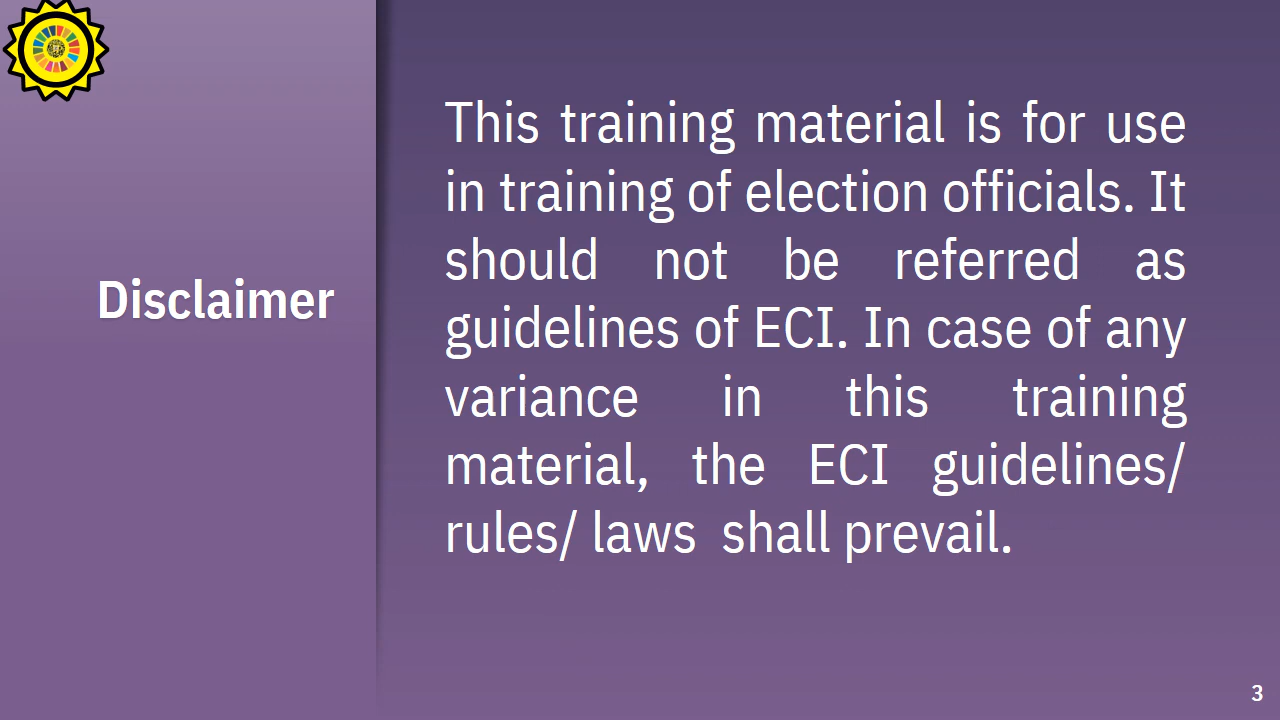 Disclaimer
This training material is for use
in training of election officials. It
should not be referred as
guidelines of ECI. In case of any
variance in this training
material, the ECI guidelines/
rules/ laws  shall prevail.
3